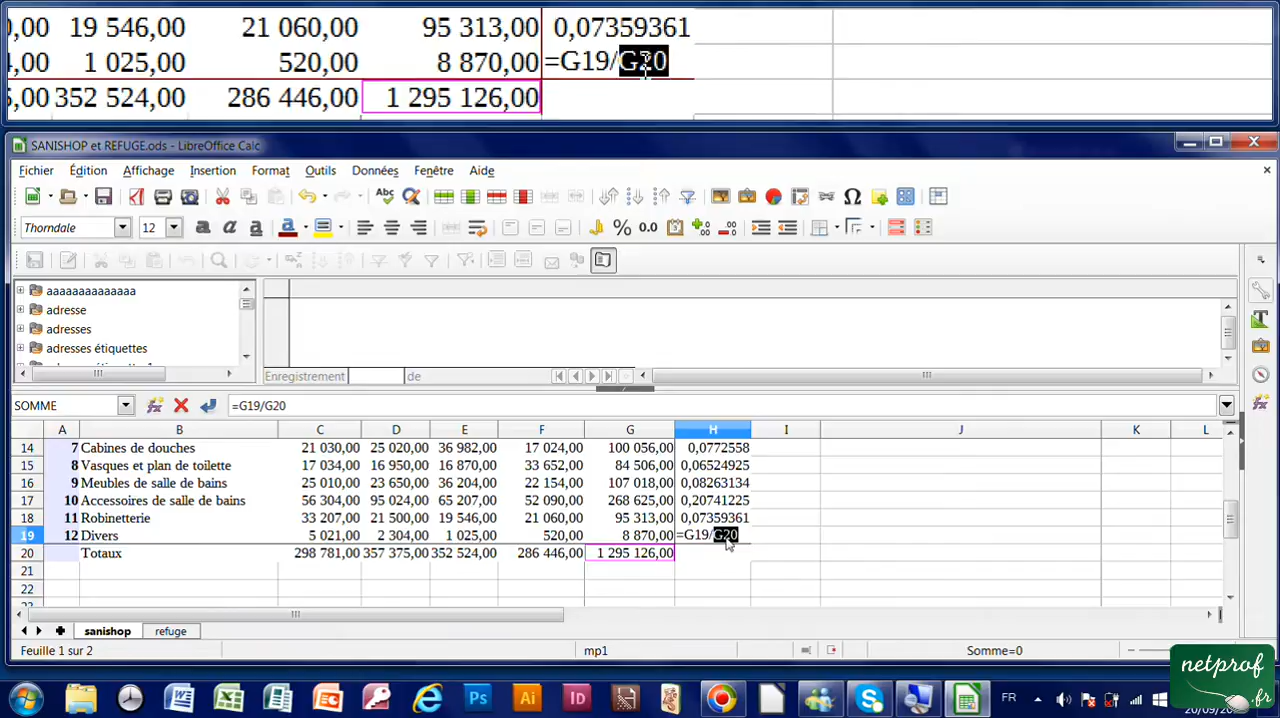 0,00 19 546,00 21 060,00 95 313,00 0,07359361
4,00 1 025,00 520,00 8 870,00 =G19/G20
5,00 352 524,00 286 446,00 1 295 126,00
SANISHOP et REFUGE.ods - LibreOffice Calc
Fichier Édition Affichage Insertion Format Outils Données Fenêtre Aide
Thorndale 12
aaaaaaaaaaaaaa
adresse
adresses
adresses étiquettes
Enregistrement de
SOMME =G19/G20
A B C D E F G H I J K L
14 7 Cabines de douches 21 030,00 25 020,00 36 982,00 17 024,00 100 056,00 0,0772558
15 8 Vasques et plan de toilette 17 034,00 16 950,00 16 870,00 33 652,00 84 506,00 0,06524925
16 9 Meubles de salle de bains 25 010,00 23 650,00 36 204,00 22 154,00 107 018,00 0,08263134
17 10 Accessoires de salle de bains 56 304,00 95 024,00 65 207,00 52 090,00 268 625,00 0,20741225
18 11 Robinetterie 33 207,00 21 500,00 19 546,00 21 060,00 95 313,00 0,07359361
19 12 Divers 5 021,00 2 304,00 1 025,00 520,00 8 870,00 =G19/G20
20 Totaux 298 781,00 357 375,00 352 524,00 286 446,00 1 295 126,00
21
22
sanishop refuge
Feuille 1 sur 2 mp1 Somme=0
netprof.fr
FR